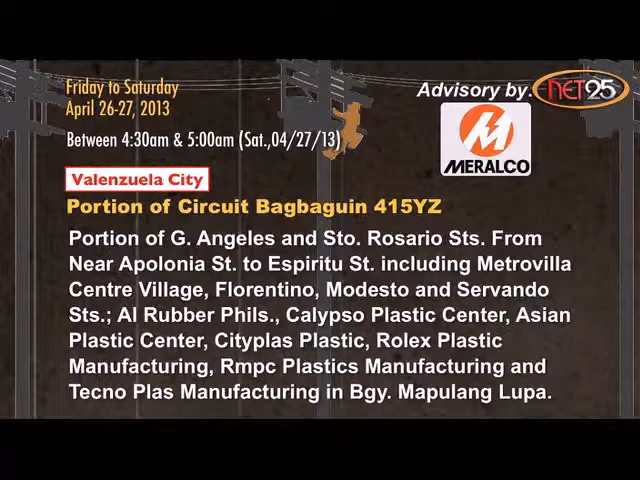 Friday to Saturday
April 26-27, 2013
Advisory by:
NET25
Between 4:30am & 5:00am (Sat.,04/27/13)
MERALCO
Valenzuela City
Portion of Circuit Bagbaguin 415YZ
Portion of G. Angeles and Sto. Rosario Sts. From
Near Apolonia St. to Espiritu St. including Metrovilla
Centre Village, Florentino, Modesto and Servando
Sts.; Al Rubber Phils., Calypso Plastic Center, Asian
Plastic Center, Cityplas Plastic, Rolex Plastic
Manufacturing, Rmpc Plastics Manufacturing and
Tecno Plas Manufacturing in Bgy. Mapulang Lupa.